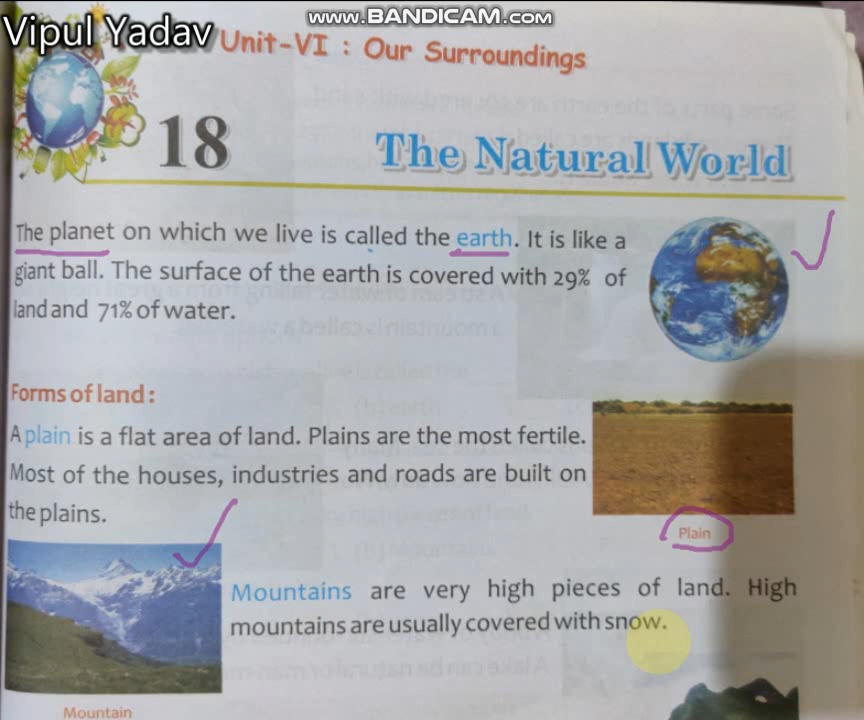 www.BANDICAM.com
Vipul Yadav
Unit-VI : Our Surroundings
18
The Natural World
The planet on which we live is called the earth. It is like a
giant ball. The surface of the earth is covered with 29% of
land and 71% of water.
Forms of land:
A plain is a flat area of land. Plains are the most fertile.
Most of the houses, industries and roads are built on
the plains.
Plain
Mountains are very high pieces of land. High
mountains are usually covered with snow.
Mountain